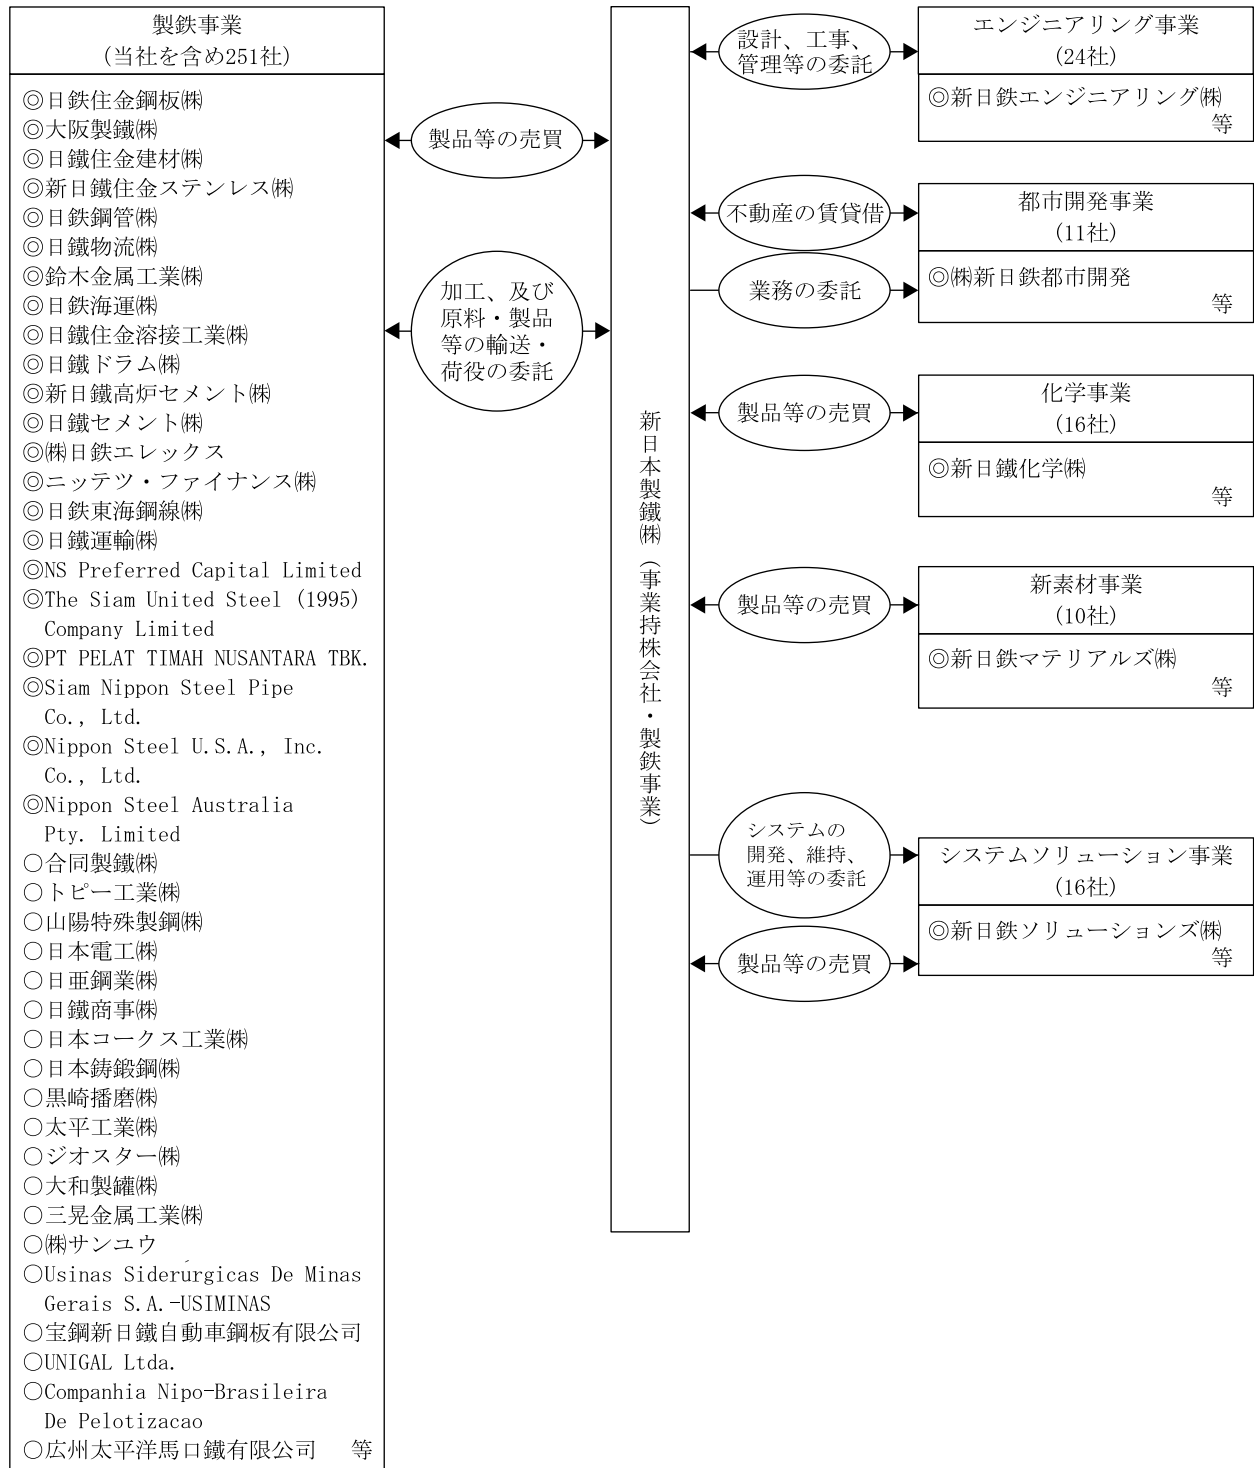 製鉄事業
(当社を含め251社)
◎日鉄住金鋼板㈱
◎大阪製鐵㈱
◎日鐵住金建材㈱
◎新日鐵住金ステンレス㈱
◎日鉄鋼管㈱
◎日鐵物流㈱
◎鈴木金属工業㈱
◎日鉄海運㈱
◎日鐵住金溶接工業㈱
◎日鐵ドラム㈱
◎新日鐵高炉セメント㈱
◎日鐵セメント㈱
◎㈱日鉄エレックス
◎ニッテツ・ファイナンス㈱
◎日鉄東海鋼線㈱
◎日鐵運輸㈱
◎NS Preferred Capital Limited
◎The Siam United Steel (1995)
Company Limited
◎PT PELAT TIMAH NUSANTARA TBK.
◎Siam Nippon Steel Pipe
Co., Ltd.
◎Nippon Steel U.S.A., Inc.
Co., Ltd.
◎Nippon Steel Australia
Pty. Limited
○合同製鐵㈱
○トピー工業㈱
○山陽特殊製鋼㈱
○日本電工㈱
○日亜鋼業㈱
○日鐵商事㈱
○日本コークス工業㈱
○日本鋳鍛鋼㈱
○黒崎播磨㈱
○太平工業㈱
○ジオスター㈱
○大和製罐㈱
○三晃金属工業㈱
○㈱サンユウ
○Usinas Siderúrgicas De Minas
Gerais S.A.-USIMINAS
○宝鋼新日鐵自動車鋼板有限公司
○UNIGAL Ltda.
○Companhia Nipo-Brasileira
De Pelotizacao
○広州太平洋馬口鐵有限公司 等
製品等の売買
加工、及び
原料・製品
等の輸送・
荷役の委託
新日本製鐵㈱（事業持株会社・製鉄事業）
設計、工事、
管理等の委託
エンジニアリング事業
(24社)
◎新日鉄エンジニアリング㈱
等
不動産の賃貸借
業務の委託
都市開発事業
(11社)
◎㈱新日鉄都市開発
等
製品等の売買
化学事業
(16社)
◎新日鐵化学㈱
等
製品等の売買
新素材事業
(10社)
◎新日鉄マテリアルズ㈱
等
システムの
開発、維持、
運用等の委託
製品等の売買
システムソリューション事業
(16社)
◎新日鉄ソリューションズ㈱
等